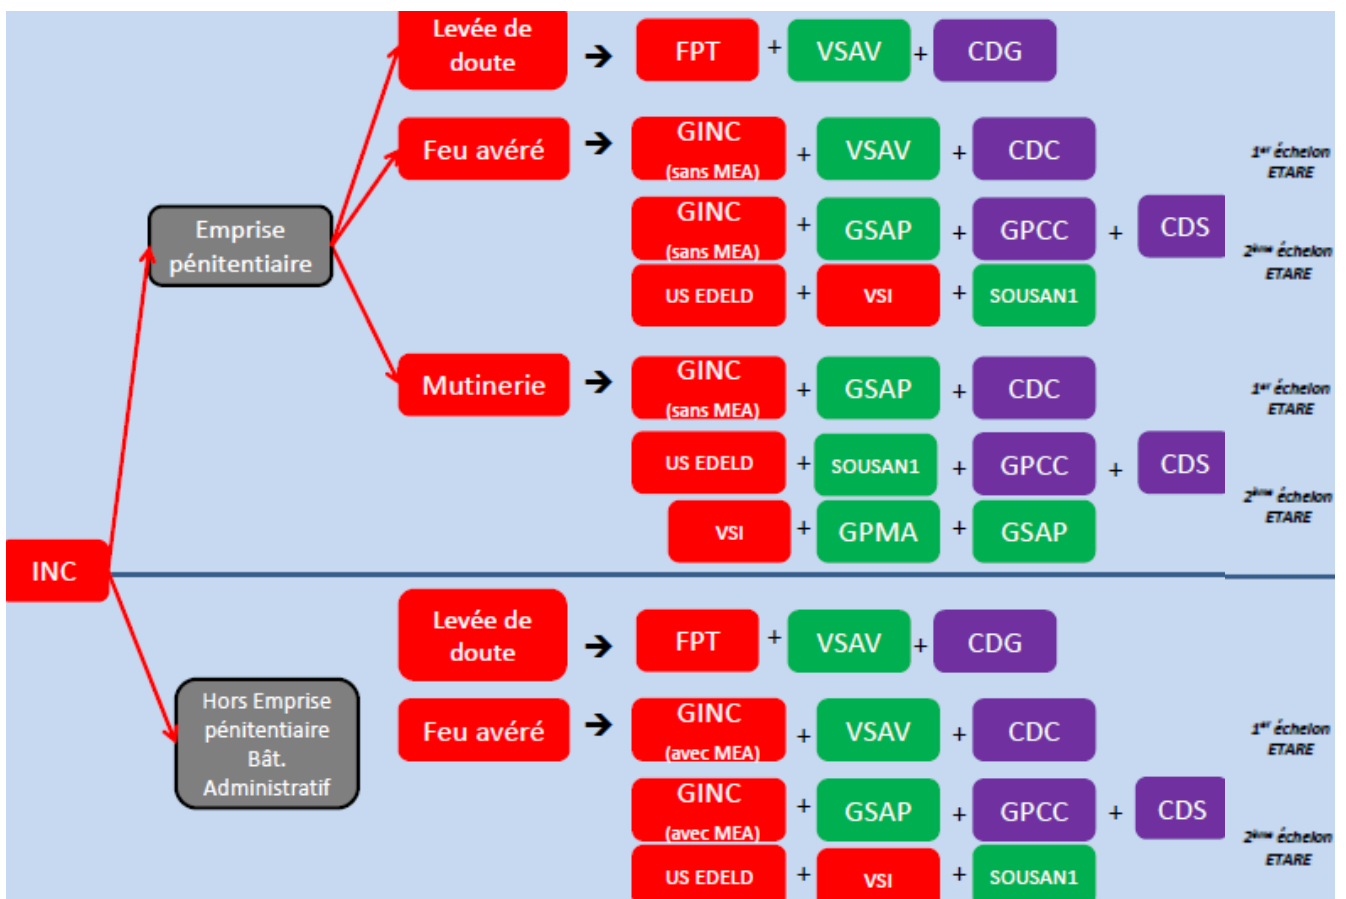 Levée de
doute
➔
FPT + VSAV + CDG
Feu avéré
➔
GINC
(sans MEA)
+ VSAV + CDC
1er échelon
ETARE
Emprise
pénitentiaire
GINC
(sans MEA)
+ GSAP + GPCC + CDS
2ème échelon
ETARE
US EDELD + VSI + SOUSAN1
Mutinerie
➔
GINC
(sans MEA)
+ GSAP + CDC
1er échelon
ETARE
US EDELD + SOUSAN1 + GPCC + CDS
2ème échelon
ETARE
VSI + GPMA + GSAP
INC
Levée de
doute
➔
FPT + VSAV + CDG
Hors Emprise
pénitentiaire
Bât.
Administratif
Feu avéré
➔
GINC
(avec MEA)
+ VSAV + CDC
1er échelon
ETARE
GINC
(avec MEA)
+ GSAP + GPCC + CDS
2ème échelon
ETARE
US EDELD + VSI + SOUSAN1